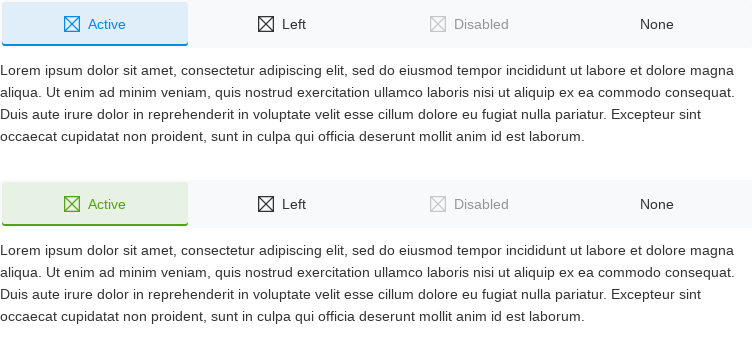 Active Left Disabled None
Lorem ipsum dolor sit amet, consectetur adipiscing elit, sed do eiusmod tempor incididunt ut labore et dolore magna
aliqua. Ut enim ad minim veniam, quis nostrud exercitation ullamco laboris nisi ut aliquip ex ea commodo consequat.
Duis aute irure dolor in reprehenderit in voluptate velit esse cillum dolore eu fugiat nulla pariatur. Excepteur sint
occaecat cupidatat non proident, sunt in culpa qui officia deserunt mollit anim id est laborum.
Active Left Disabled None
Lorem ipsum dolor sit amet, consectetur adipiscing elit, sed do eiusmod tempor incididunt ut labore et dolore magna
aliqua. Ut enim ad minim veniam, quis nostrud exercitation ullamco laboris nisi ut aliquip ex ea commodo consequat.
Duis aute irure dolor in reprehenderit in voluptate velit esse cillum dolore eu fugiat nulla pariatur. Excepteur sint
occaecat cupidatat non proident, sunt in culpa qui officia deserunt mollit anim id est laborum.